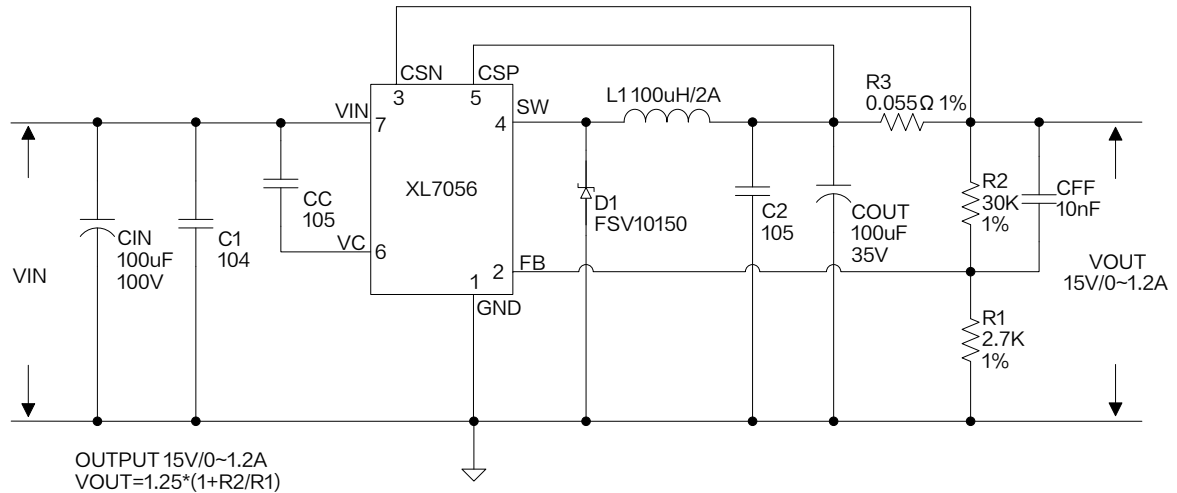 CSN
CSP
3
5
R3
0.055Ω 1%
L1 100uH/2A
SW
VIN
7
4
XL7056
CC
105
VC
6
CIN
100uF
100V
C1
104
D1
FSV10150
C2
105
COUT
100uF
35V
R2
30K
1%
CFF
10nF
VIN
1
2
FB
GND
VOUT
15V/0~1.2A
R1
2.7K
1%
OUTPUT 15V/0~1.2A
VOUT=1.25*(1+R2/R1)